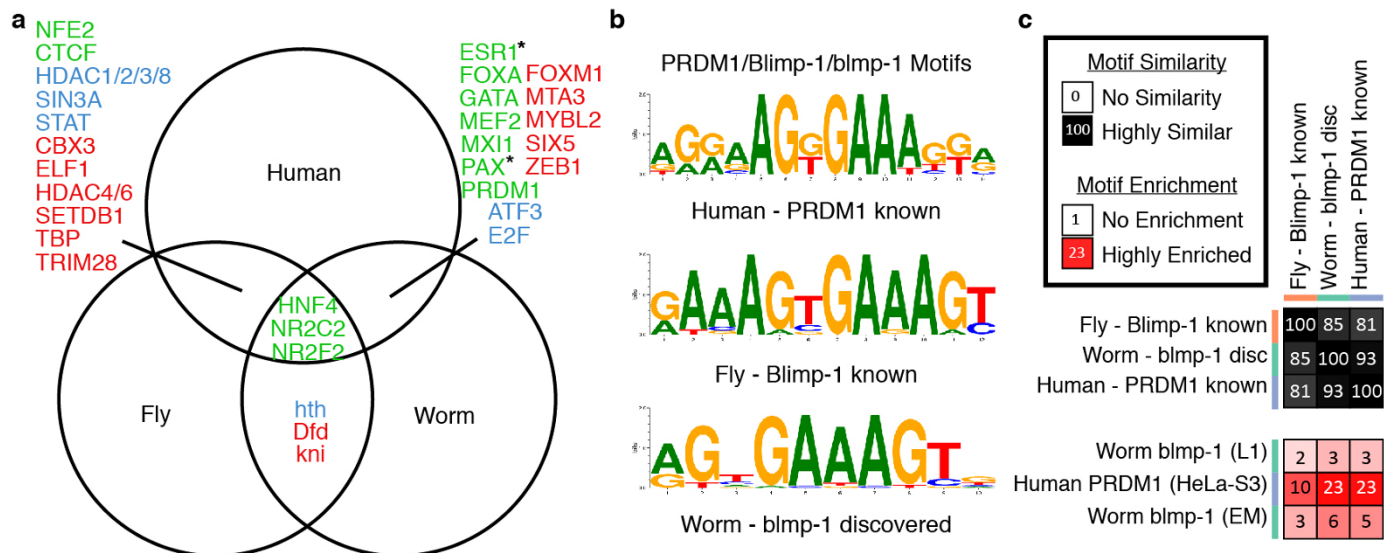 a
NFE2
CTCF
HDAC1/2/3/8
SIN3A
STAT
CBX3
ELF1
HDAC4/6
SETDB1
TBP
TRIM28
Human
ESR1*
FOXA FOXM1
GATA MTA3
MEF2 MYBL2
MXI1 SIX5
PAX* ZEB1
PRDM1
ATF3
E2F
HNF4
NR2C2
NR2F2
Fly
hth
Dfd
kni
Worm
b
PRDM1/Blimp-1/blmp-1 Motifs
Human - PRDM1 known
Fly - Blimp-1 known
Worm - blmp-1 discovered
c
Motif Similarity
0 No Similarity
100 Highly Similar
Motif Enrichment
1 No Enrichment
23 Highly Enriched
Fly - Blimp-1 known
Worm - blmp-1 disc
Human - PRDM1 known
Fly - Blimp-1 known 100 85 81
Worm - blmp-1 disc 85 100 93
Human - PRDM1 known 81 93 100
Worm blmp-1 (L1) 2 3 3
Human PRDM1 (HeLa-S3) 10 23 23
Worm blmp-1 (EM) 3 6 5